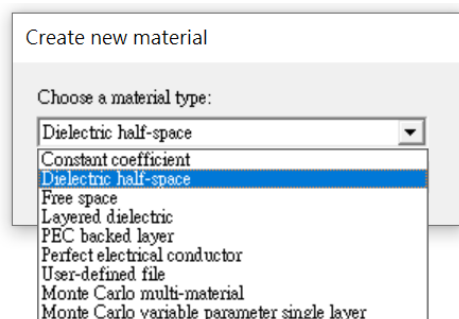 Create new material
Choose a material type:
Dielectric half-space
Constant coefficient
Dielectric half-space
Free space
Layered dielectric
PEC backed layer
Perfect electrical conductor
User-defined file
Monte Carlo multi-material
Monte Carlo variable parameter single layer